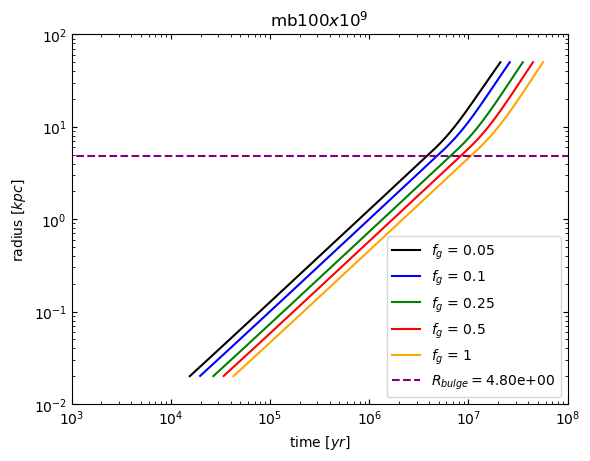 mb100x10^9
radius [kpc]
10^2
10^1
10^0
10^-1
10^-2
10^3 10^4 10^5 10^6 10^7 10^8
time [yr]
f_g = 0.05
f_g = 0.1
f_g = 0.25
f_g = 0.5
f_g = 1
R_bulge = 4.80e+00